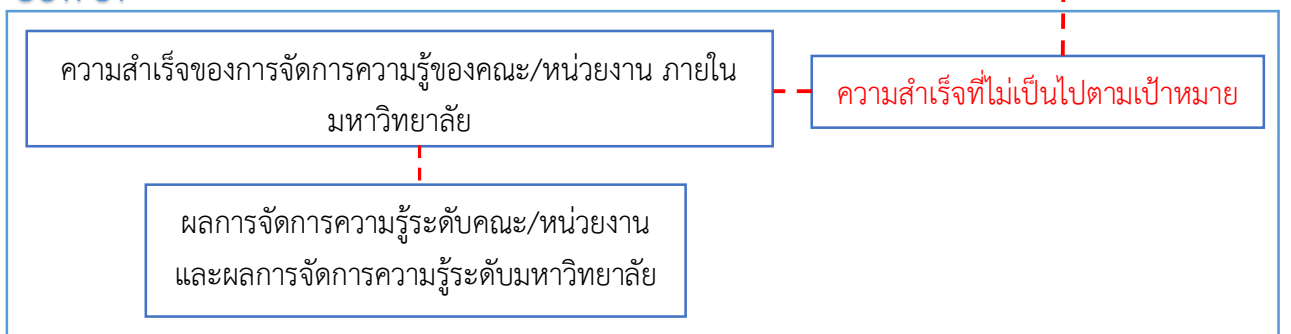 ความสำเร็จของการจัดการความรู้ของคณะ/หน่วยงาน ภายใน
มหาวิทยาลัย
ความสำเร็จที่ไม่เป็นไปตามเป้าหมาย
ผลการจัดการความรู้ระดับคณะ/หน่วยงาน
และผลการจัดการความรู้ระดับมหาวิทยาลัย